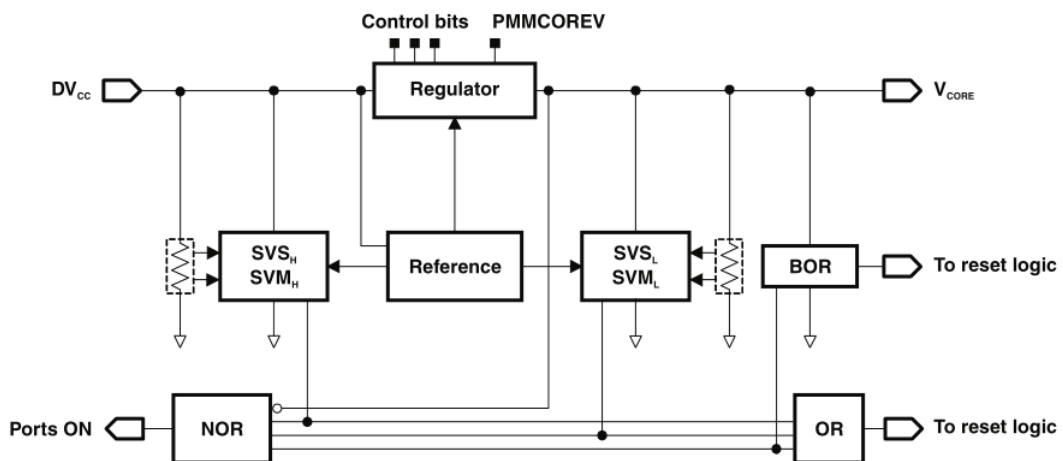 Control bits PMMCOREV
DVCC
Regulator
VCORE
SVSH
SVMH
Reference
SVSL
SVML
BOR
To reset logic
Ports ON
NOR
OR
To reset logic